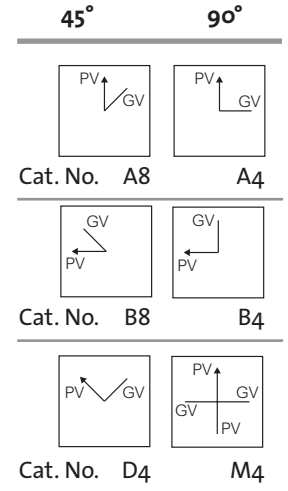 45° 90°
PV GV PV GV
Cat. No. A8 A4
GV PV GV PV
Cat. No. B8 B4
PV GV PV GV GV PV
Cat. No. D4 M4